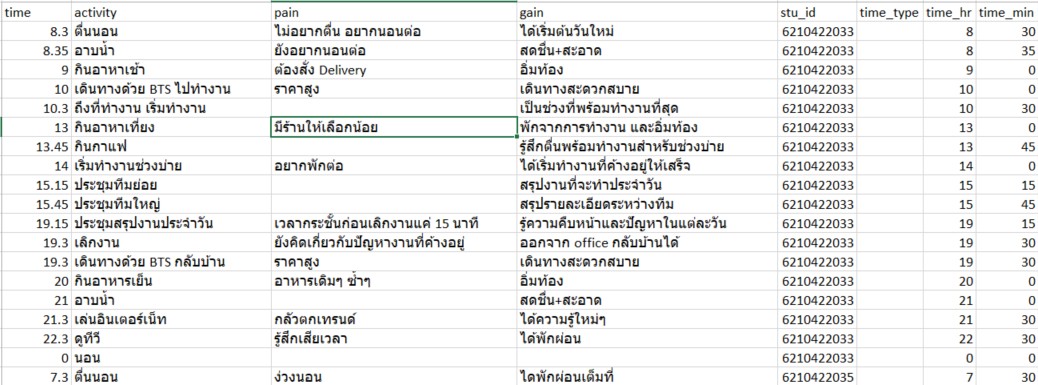 time activity pain gain stu_id time_type time_hr time_min
8.3 ตื่นนอน ไม่อยากตื่น อยากนอนต่อ ได้เริ่มต้นวันใหม่ 6210422033 8 30
8.35 อาบน้ำ ยังอยากนอนต่อ สดชื่น+สะอาด 6210422033 8 35
9 กินอาหาเช้า ต้องสั่ง Delivery อิ่มท้อง 6210422033 9 0
10 เดินทางด้วย BTS ไปทำงาน ราคาสูง เดินทางสะดวกสบาย 6210422033 10 0
10.3 ถึงที่ทำงาน เริ่มทำงาน เป็นช่วงที่พร้อมทำงานที่สุด 6210422033 10 30
13 กินอาหาเที่ยง มีร้านให้เลือกน้อย พักจากการทำงาน และอิ่มท้อง 6210422033 13 0
13.45 กินกาแฟ รู้สึกตื่นพร้อมทำงานสำหรับช่วงบ่าย 6210422033 13 45
14 เริ่มทำงานช่วงบ่าย อยากพักต่อ ได้เริ่มทำงานที่ค้างอยู่ให้เสร็จ 6210422033 14 0
15.15 ประชุมทีมย่อย สรุปงานที่จะทำประจำวัน 6210422033 15 15
15.45 ประชุมทีมใหญ่ สรุปรายละเอียดระหว่างทีม 6210422033 15 45
19.15 ประชุมสรุปงานประจำวัน เวลากระชั้นก่อนเลิกงานแค่ 15 นาที รู้ความคืบหน้าและปัญหาในแต่ละวัน 6210422033 19 15
19.3 เลิกงาน ยังคิดเกี่ยวกับปัญหางานที่ค้างอยู่ ออกจาก office กลับบ้านได้ 6210422033 19 30
19.3 เดินทางด้วย BTS กลับบ้าน ราคาสูง เดินทางสะดวกสบาย 6210422033 19 30
20 กินอาหารเย็น อาหารเดิมๆ ซ้ำๆ อิ่มท้อง 6210422033 20 0
21 อาบน้ำ สดชื่น+สะอาด 6210422033 21 0
21.3 เล่นอินเตอร์เน็ท กลัวตกเทรนด์ ได้ความรู้ใหม่ๆ 6210422033 21 30
22.3 ดูทีวี รู้สึกเสียเวลา ได้พักผ่อน 6210422033 22 30
0 นอน 6210422033 0 0
7.3 ตื่นนอน ง่วงนอน ไดพักผ่อนเต็มที่ 6210422035 7 30